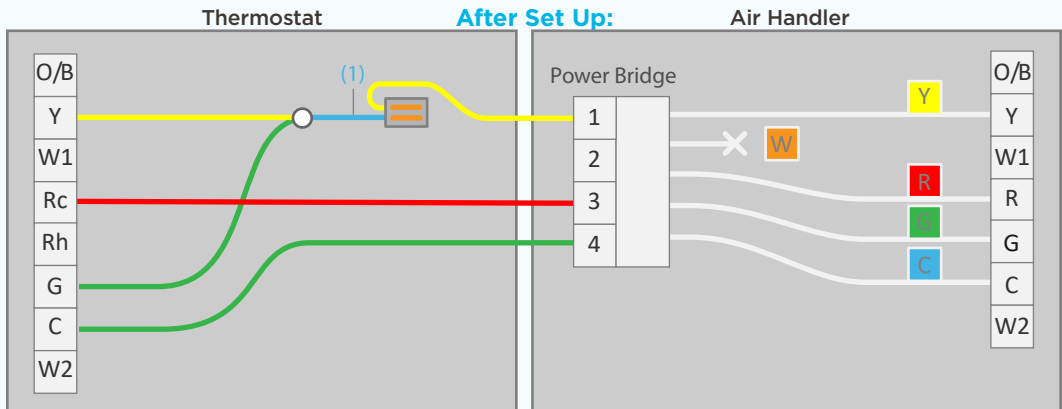 Thermostat
After Set Up:
Air Handler
O/B
Y
W1
Rc
Rh
G
C
W2
(1)
Power Bridge
1
2
3
4
Y
W
R
G
C
O/B
Y
W1
R
G
C
W2